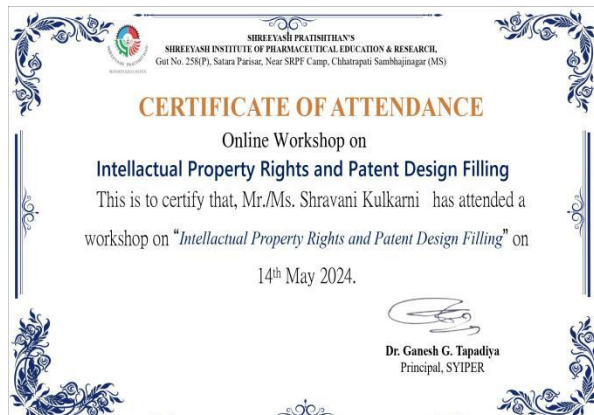 SHREEYASH PRATISHTHAN'S
SHREEYASH INSTITUTE OF PHARMACEUTICAL EDUCATION & RESEARCH,
Gut No. 258(P), Satara Parisar, Near SRPF Camp, Chhatrapati Sambhajinagar (MS)
CERTIFICATE OF ATTENDANCE
Online Workshop on
Intellactual Property Rights and Patent Design Filling
This is to certify that, Mr./Ms. Shravani Kulkarni has attended a
workshop on "Intellactual Property Rights and Patent Design Filling" on
14th May 2024.
Dr. Ganesh G. Tapadiya
Principal, SYIPER